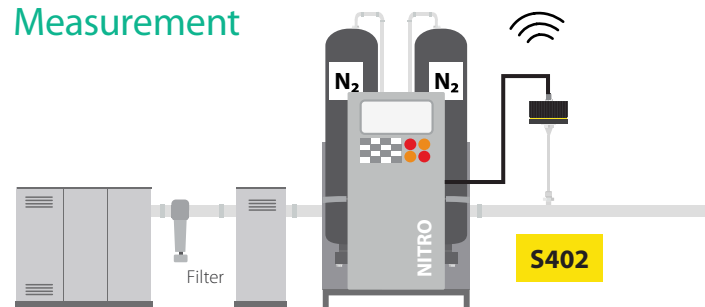 Measurement
N₂
N₂
NITRO
Filter
S402